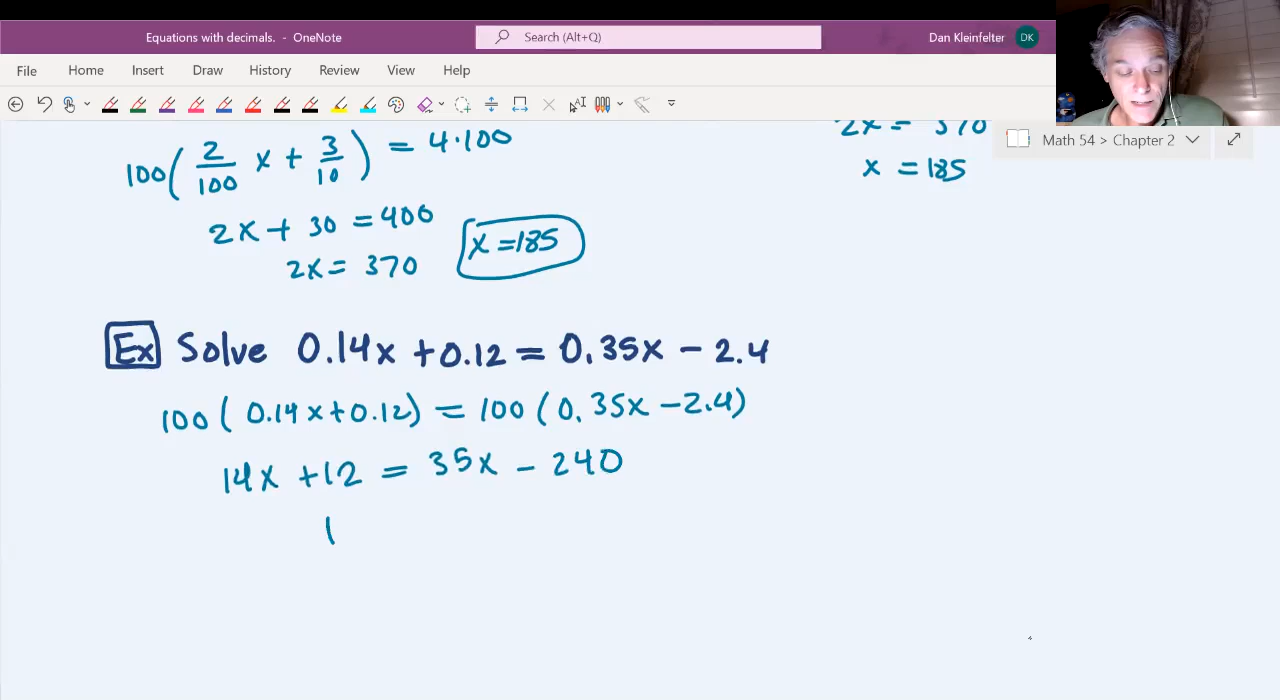 Equations with decimals. - OneNote
Search (Alt+Q)
Dan Kleinfelter DK
File Home Insert Draw History Review View Help
Math 54 > Chapter 2
100( 2/100 x + 3/10 ) = 4·100
2x + 30 = 400
2x = 370
x = 185
2x = 370
x = 185
Ex Solve 0.14x + 0.12 = 0.35x - 2.4
100( 0.14x + 0.12 ) = 100( 0.35x - 2.4 )
14x + 12 = 35x - 240
1